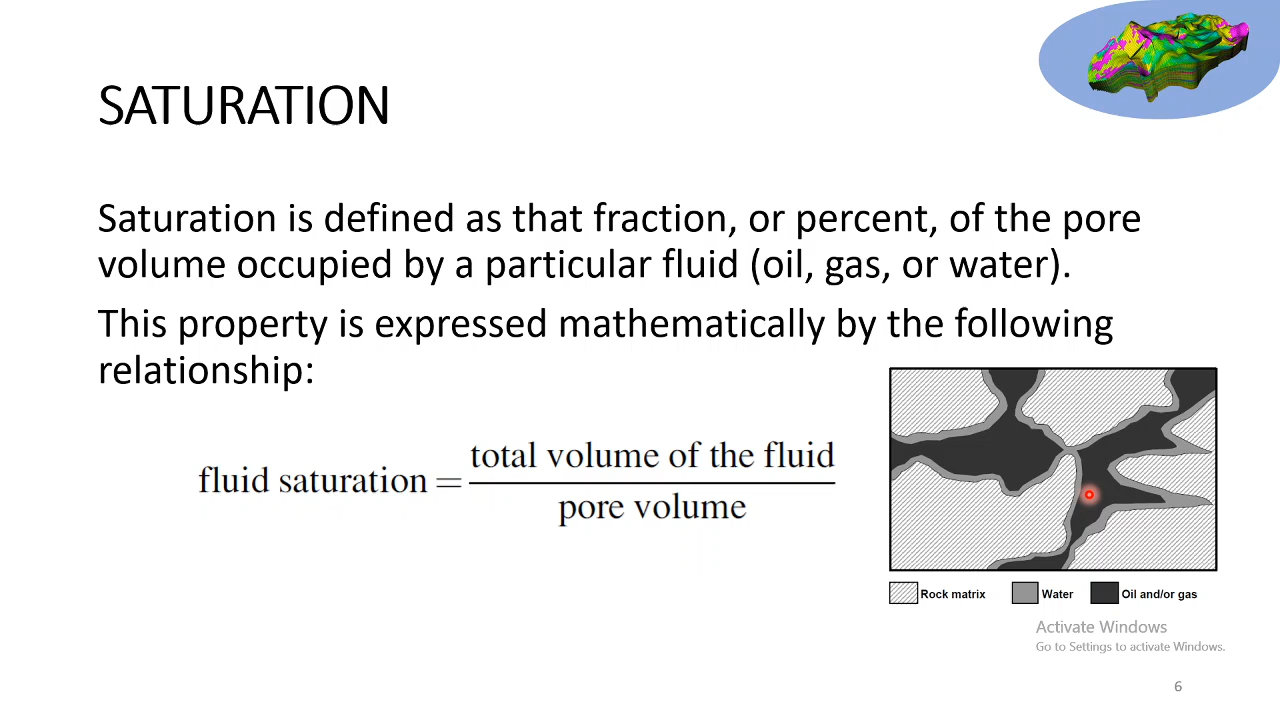 SATURATION
Saturation is defined as that fraction, or percent, of the pore
volume occupied by a particular fluid (oil, gas, or water).
This property is expressed mathematically by the following
relationship:
fluid saturation = total volume of the fluid / pore volume
Rock matrix Water Oil and/or gas
Activate Windows
Go to Settings to activate Windows.
6